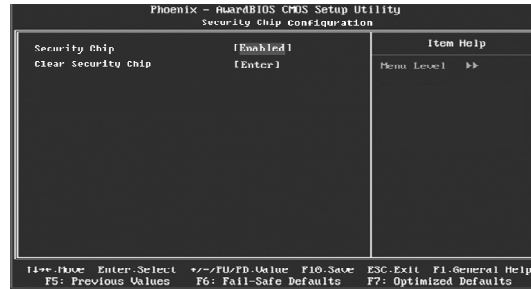 Phoenix - AwardBIOS CMOS Setup Utility
Security Chip Configuration
Security Chip [Enabled]
Clear Security Chip [Enter]
Item Help
Menu Level ▶▶
↑↓→←:Move Enter:Select +/-/PU/PD:Value F10:Save ESC:Exit F1:General Help
F5: Previous Values F6: Fail-Safe Defaults F7: Optimized Defaults